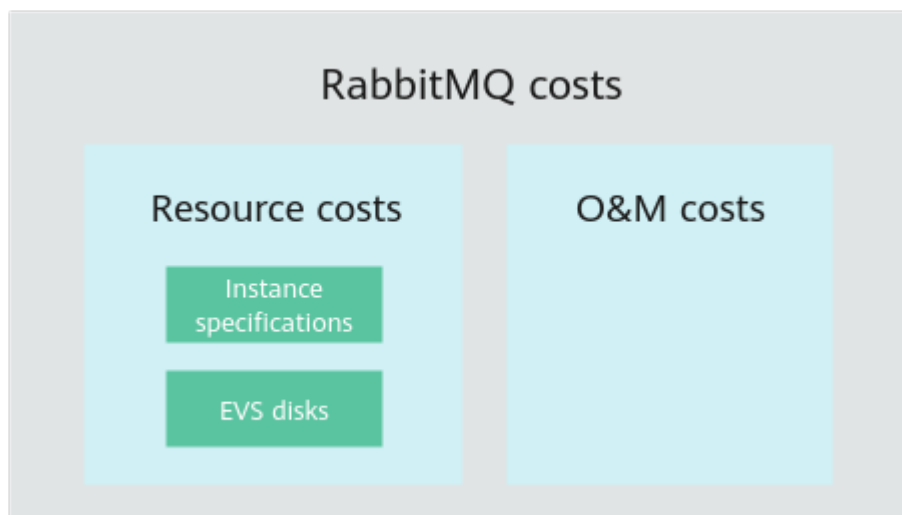 RabbitMQ costs
Resource costs
Instance
specifications
EVS disks
O&M costs